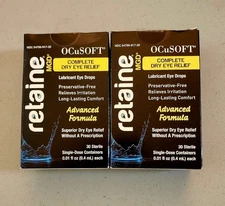 retaine
MGD®
NDC 54799-917-30
OCuSOFT®
COMPLETE
DRY EYE RELIEF
Lubricant Eye Drops
Preservative-Free
Relieves Irritation
Long-Lasting Comfort
Advanced
Formula
Superior Dry Eye Relief
Without A Prescription
30 Sterile
Single-Dose Containers
0.01 fl oz (0.4 mL) each
retaine
MGD®
OCuSOFT®
COMPLETE
DRY EYE RELIEF
Lubricant Eye Drops
Preservative-Free
Relieves Irritation
Long-Lasting Comfort
Advanced
Formula
Superior Dry Eye Relief
Without A Prescription
30 Sterile
Single-Dose Containers
0.01 fl oz (0.4 mL) each